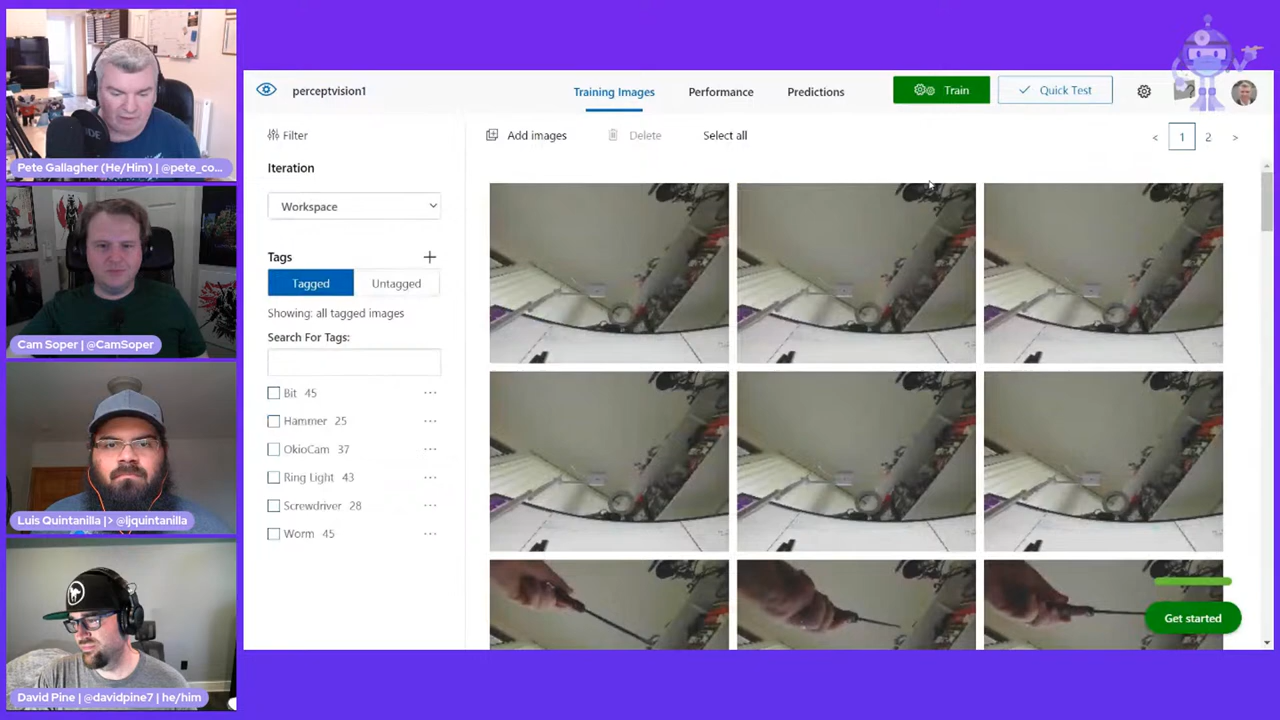 Pete Gallagher (He/Him) | @pete_co...
Cam Soper | @CamSoper
Luis Quintanilla |> @ljquintanilla
David Pine | @davidpine7 | he/him
perceptvision1
Training Images
Performance
Predictions
Train
Quick Test
Filter
Add images
Delete
Select all
<
1
2
>
Iteration
Workspace
Tags
+
Tagged
Untagged
Showing: all tagged images
Search For Tags:
Bit 45
...
Hammer 25
...
OkioCam 37
...
Ring Light 43
...
Screwdriver 28
...
Worm 45
...
Get started